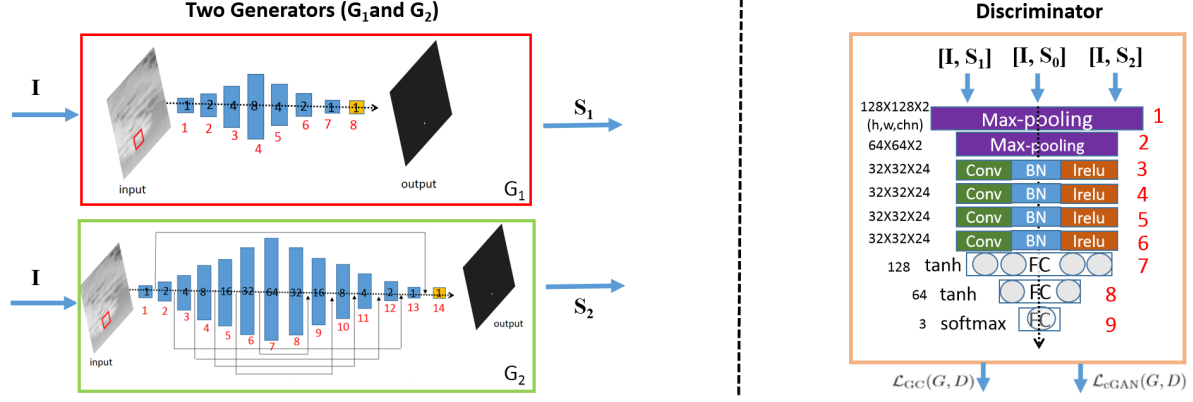 Two Generators (G₁and G₂)
I
1 2 4 8 4 2 1 1
1 2 3 4 5 6 7 8
input
output
G₁
S₁
I
1 2 4 8 16 32 64 32 16 8 4 2 1 1
1 2 3 4 5 6 7 8 9 10 11 12 13 14
input
output
G₂
S₂
Discriminator
[I, S₁] [I, S₀] [I, S₂]
128X128X2 Max-pooling 1
(h,w,chn)
64X64X2 Max-pooling 2
32X32X24 Conv BN lrelu 3
32X32X24 Conv BN lrelu 4
32X32X24 Conv BN lrelu 5
32X32X24 Conv BN lrelu 6
128 tanh FC 7
64 tanh FC 8
3 softmax FC 9
ℒGC(G, D) ℒcGAN(G, D)